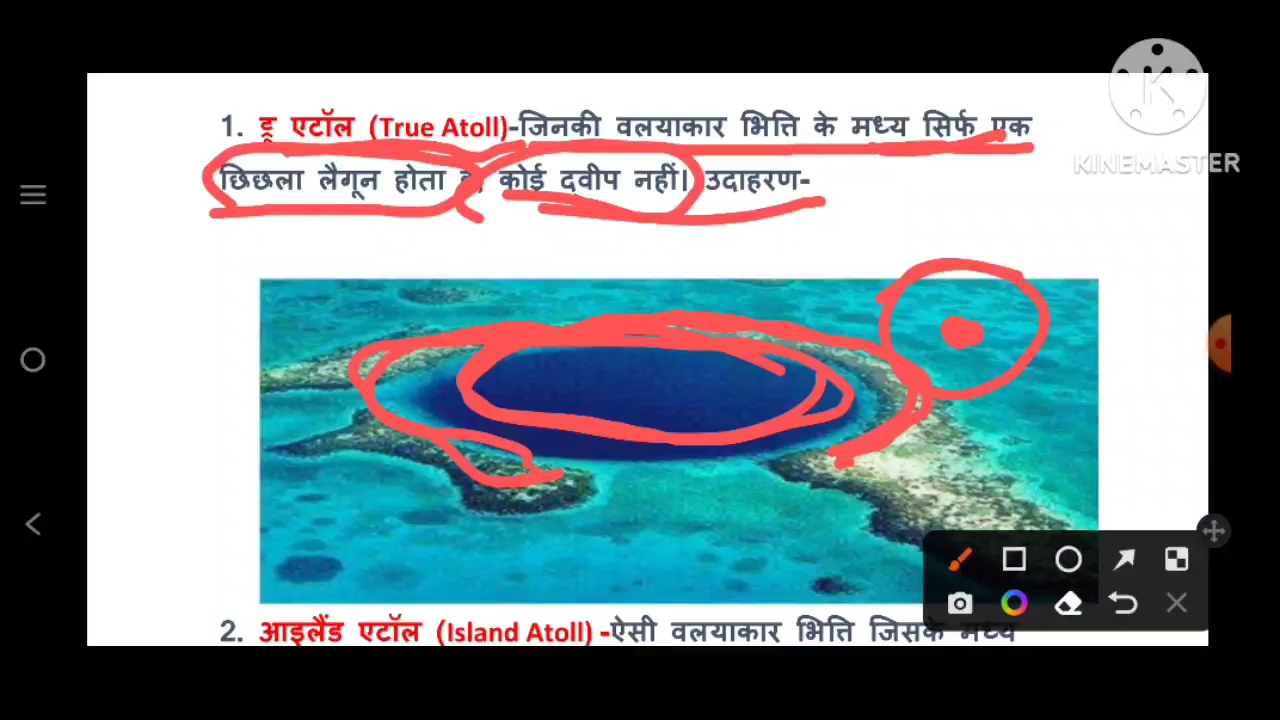 KINEMASTER
1. ट्रू एटॉल (True Atoll)-जिनकी वलयाकार भित्ति के मध्य सिर्फ एक
छिछला लैगून होता कोई द्वीप नहीं। उदाहरण-
2. आइलैंड एटॉल (Island Atoll) -ऐसी वलयाकार भित्ति जिसके मध्य